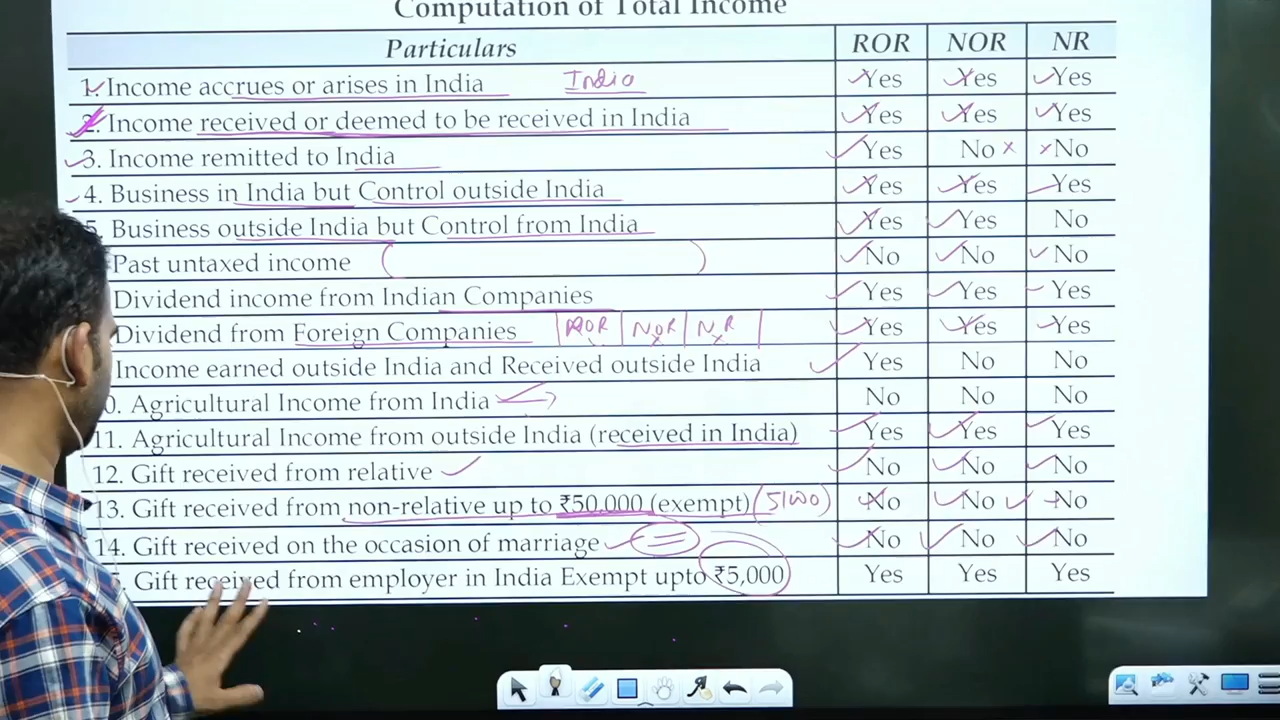 Computation of Total Income
Particulars ROR NOR NR
1. Income accrues or arises in India India Yes Yes Yes
2. Income received or deemed to be received in India Yes Yes Yes
3. Income remitted to India Yes No x x No
4. Business in India but Control outside India Yes Yes Yes
5. Business outside India but Control from India Yes Yes No
Past untaxed income No No No
Dividend income from Indian Companies Yes Yes Yes
Dividend from Foreign Companies ROR NOR NR Yes Yes Yes
Income earned outside India and Received outside India Yes No No
0. Agricultural Income from India No No No
11. Agricultural Income from outside India (received in India) Yes Yes Yes
12. Gift received from relative No No No
13. Gift received from non-relative up to ₹50,000 (exempt) No No No
14. Gift received on the occasion of marriage No No No
Gift received from employer in India Exempt upto ₹5,000 Yes Yes Yes